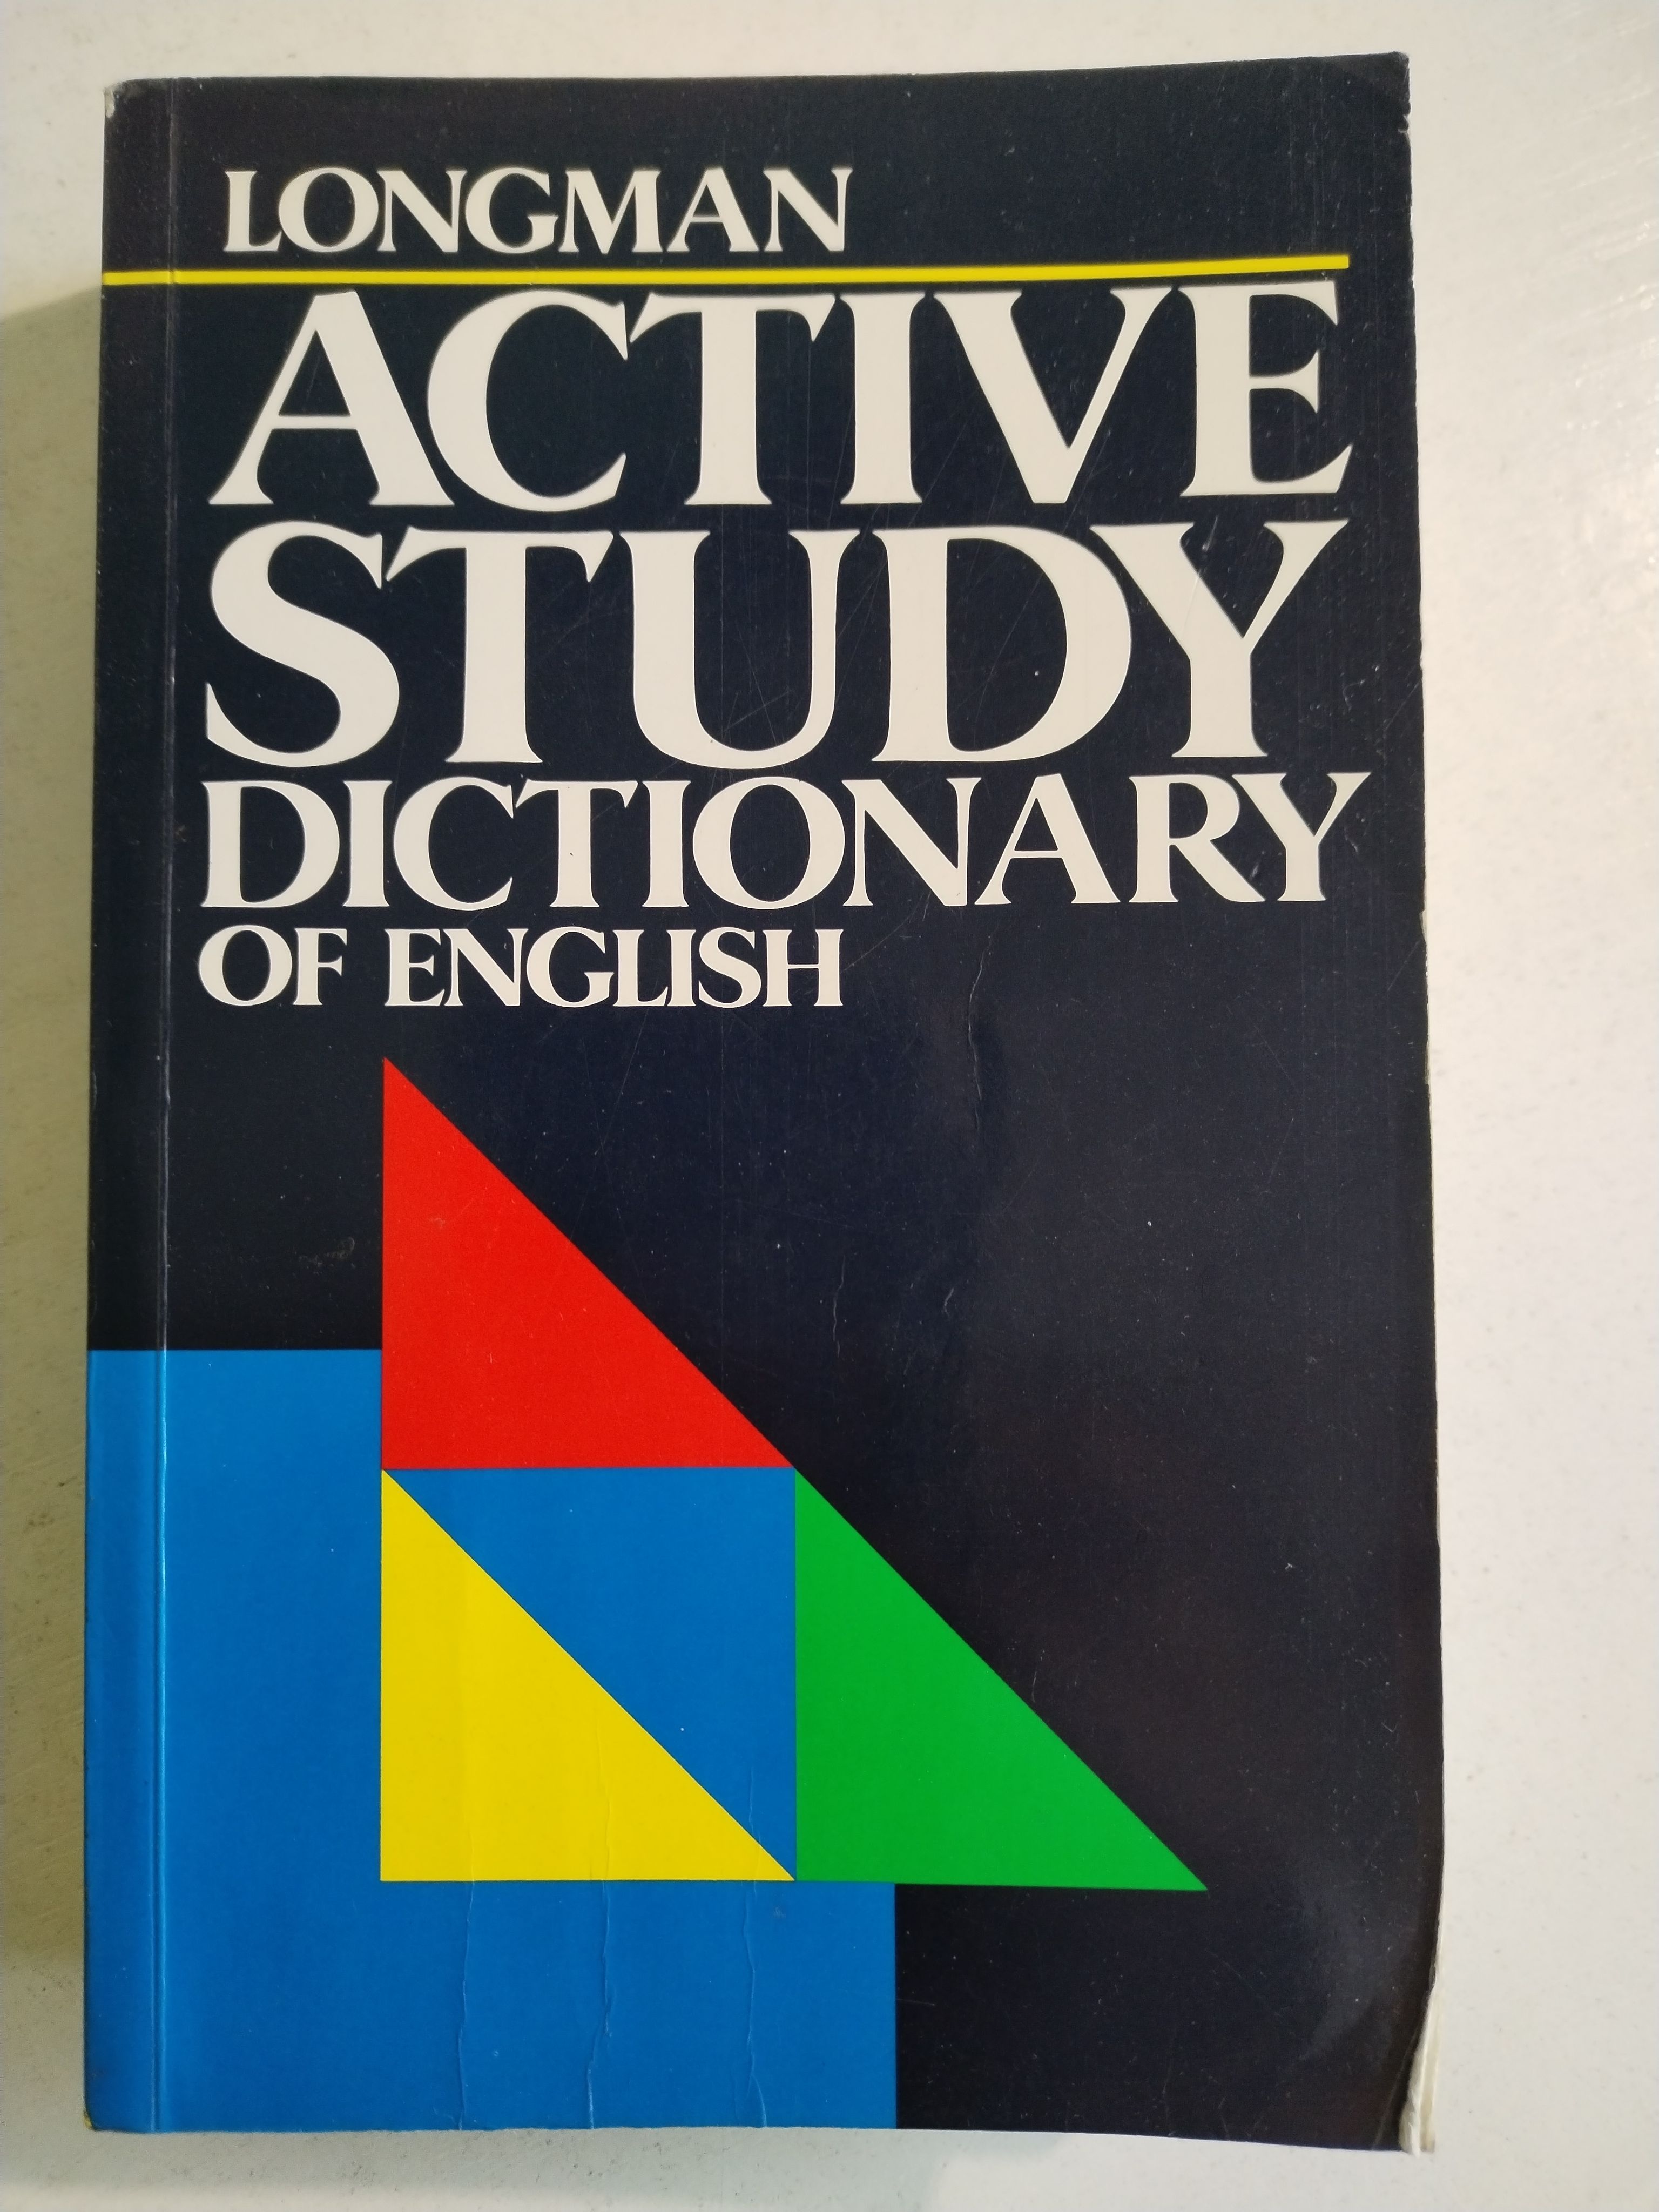 LONGMAN
ACTIVE
STUDY
DICTIONARY
OF ENGLISH